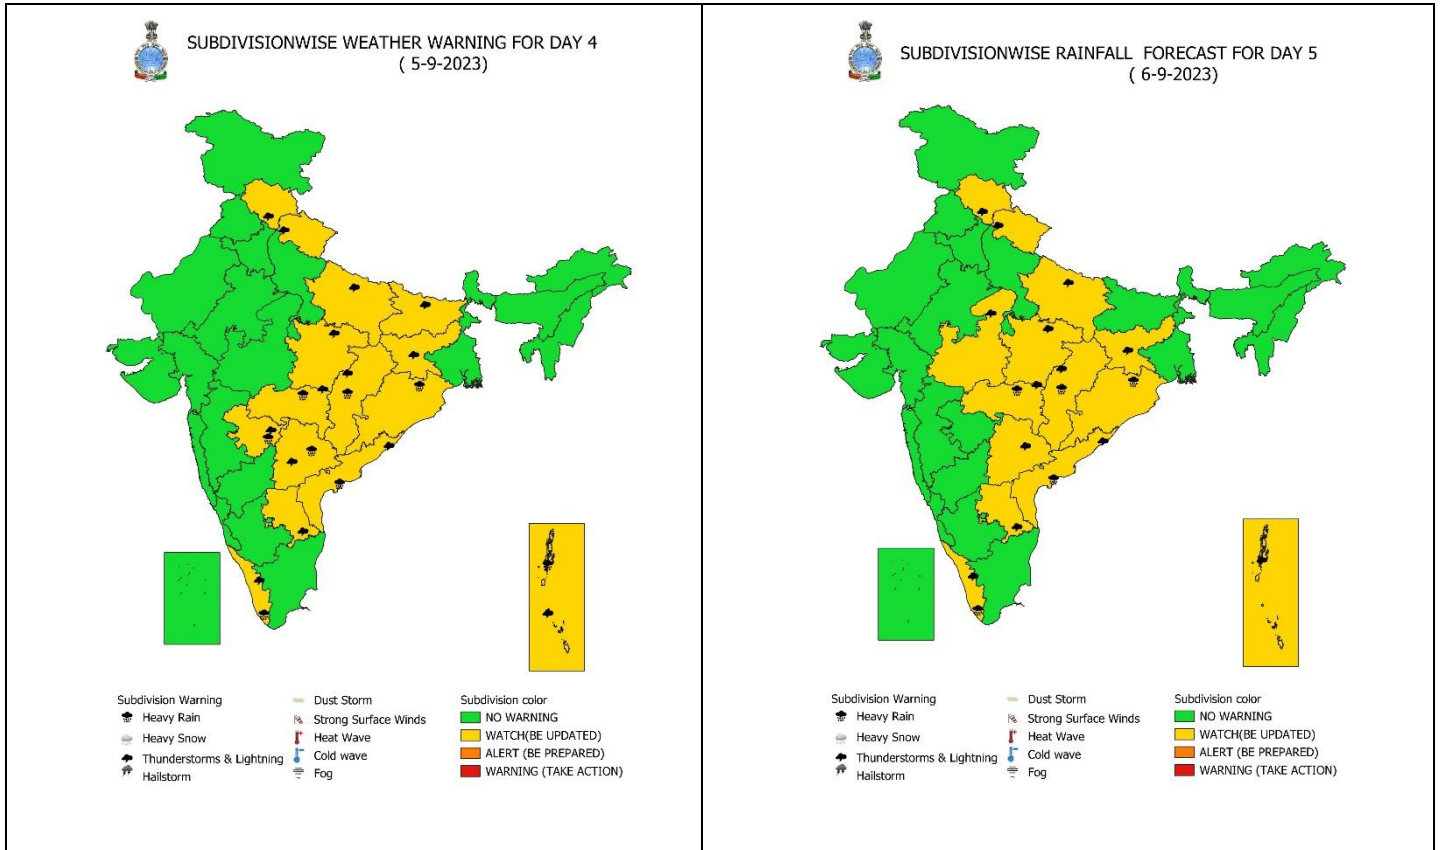 SUBDIVISIONWISE WEATHER WARNING FOR DAY 4
( 5-9-2023)
Subdivision Warning
Heavy Rain
Heavy Snow
Thunderstorms & Lightning
Hailstorm
Dust Storm
Strong Surface Winds
Heat Wave
Cold wave
Fog
Subdivision color
NO WARNING
WATCH(BE UPDATED)
ALERT (BE PREPARED)
WARNING (TAKE ACTION)
SUBDIVISIONWISE RAINFALL FORECAST FOR DAY 5
( 6-9-2023)
Subdivision Warning
Heavy Rain
Heavy Snow
Thunderstorms & Lightning
Hailstorm
Dust Storm
Strong Surface Winds
Heat Wave
Cold wave
Fog
Subdivision color
NO WARNING
WATCH(BE UPDATED)
ALERT (BE PREPARED)
WARNING (TAKE ACTION)